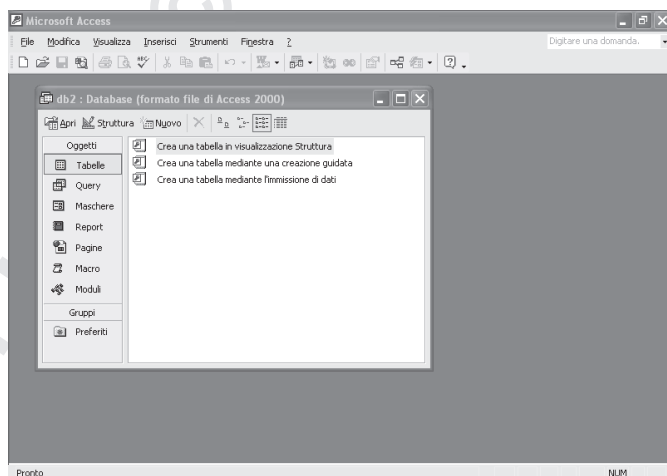 Microsoft Access
File Modifica Visualizza Inserisci Strumenti Finestra ?
Digitare una domanda.
db2 : Database (formato file di Access 2000)
Apri Struttura Nuovo
Oggetti
Tabelle
Query
Maschere
Report
Pagine
Macro
Moduli
Gruppi
Preferiti
Crea una tabella in visualizzazione Struttura
Crea una tabella mediante una creazione guidata
Crea una tabella mediante l'immissione di dati
Pronto
NUM